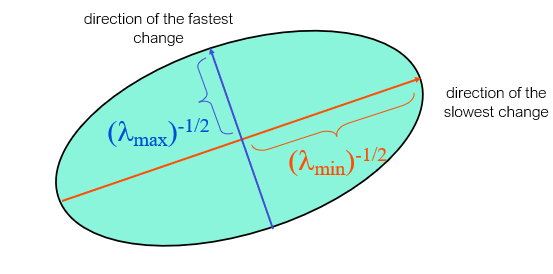 direction of the fastest
change
direction of the
slowest change
(λmax)-1/2
(λmin)-1/2